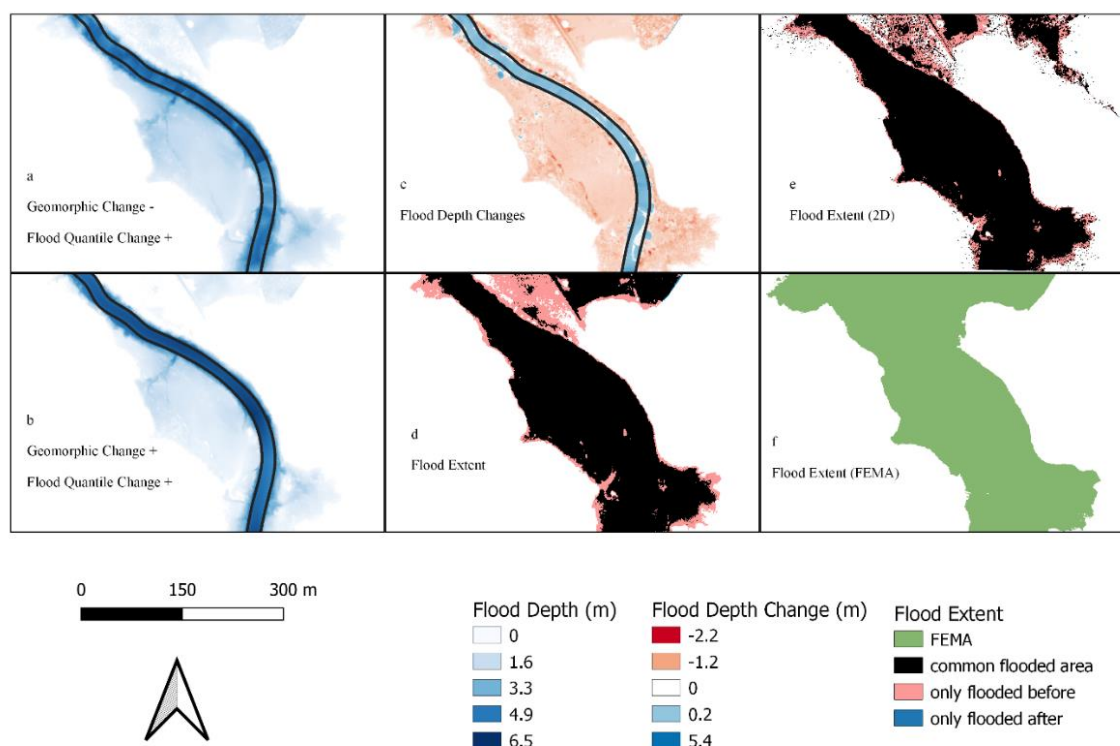 a
Geomorphic Change -
Flood Quantile Change +
c
Flood Depth Changes
e
Flood Extent (2D)
b
Geomorphic Change +
Flood Quantile Change +
d
Flood Extent
f
Flood Extent (FEMA)
0 150 300 m
Flood Depth (m)
0
1.6
3.3
4.9
6.5
Flood Depth Change (m)
-2.2
-1.2
0
0.2
5.4
Flood Extent
FEMA
common flooded area
only flooded before
only flooded after